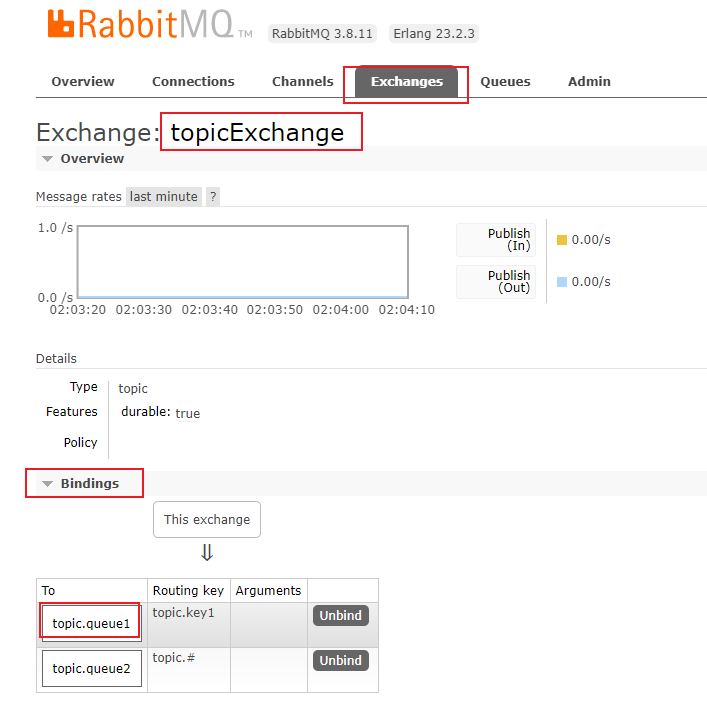 RabbitMQ TM RabbitMQ 3.8.11 Erlang 23.2.3
Overview Connections Channels Exchanges Queues Admin
Exchange: topicExchange
Overview
Message rates last minute ?
1.0 /s
0.0 /s
02:03:20 02:03:30 02:03:40 02:03:50 02:04:00 02:04:10
Publish
(In)
0.00/s
Publish
(Out)
0.00/s
Details
Type topic
Features durable: true
Policy
Bindings
This exchange
⇓
To Routing key Arguments
topic.queue1 topic.key1 Unbind
topic.queue2 topic.# Unbind